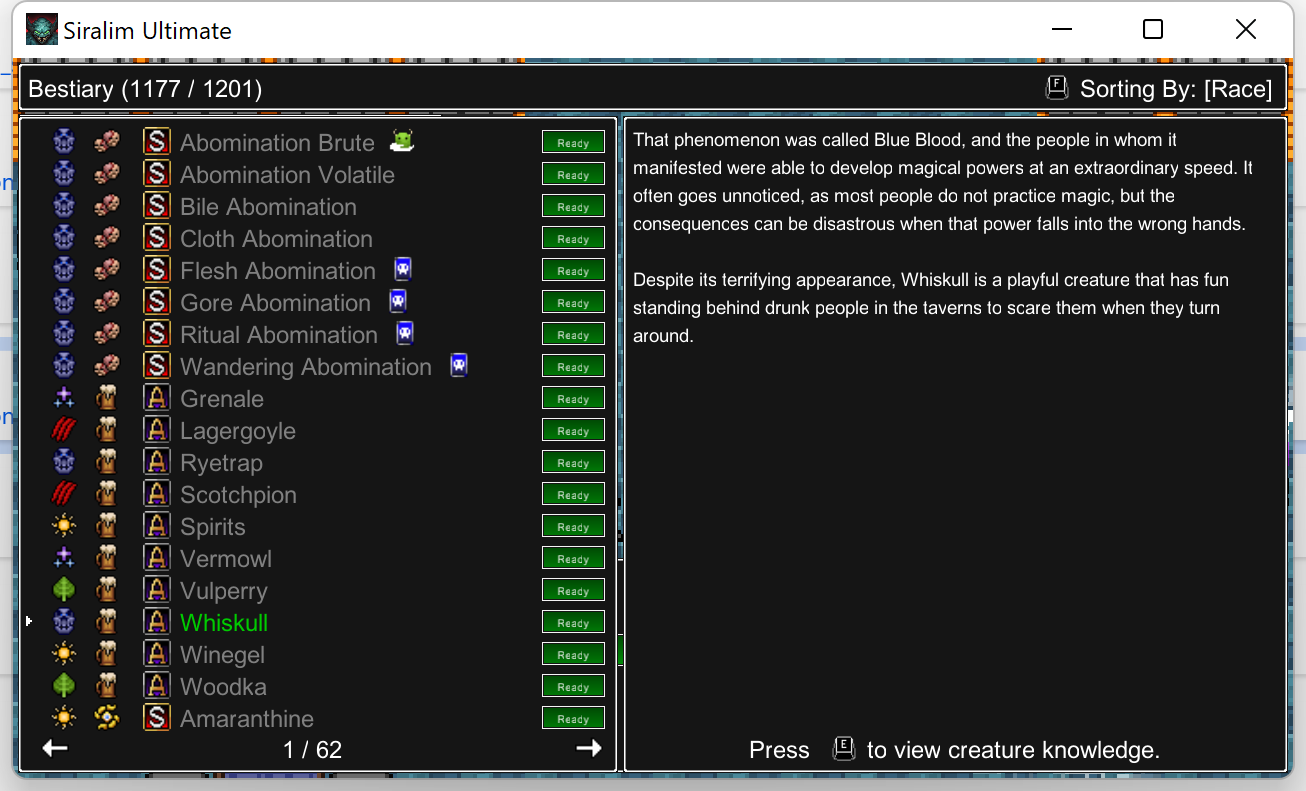 Siralim Ultimate
Bestiary (1177 / 1201)
F Sorting By: [Race]
S Abomination Brute Ready
S Abomination Volatile Ready
S Bile Abomination Ready
S Cloth Abomination Ready
S Flesh Abomination Ready
S Gore Abomination Ready
S Ritual Abomination Ready
S Wandering Abomination Ready
A Grenale Ready
A Lagergoyle Ready
A Ryetrap Ready
A Scotchpion Ready
A Spirits Ready
A Vermowl Ready
A Vulperry Ready
A Whiskull Ready
A Winegel Ready
A Woodka Ready
S Amaranthine Ready
1 / 62
That phenomenon was called Blue Blood, and the people in whom it
manifested were able to develop magical powers at an extraordinary speed. It
often goes unnoticed, as most people do not practice magic, but the
consequences can be disastrous when that power falls into the wrong hands.
Despite its terrifying appearance, Whiskull is a playful creature that has fun
standing behind drunk people in the taverns to scare them when they turn
around.
Press E to view creature knowledge.